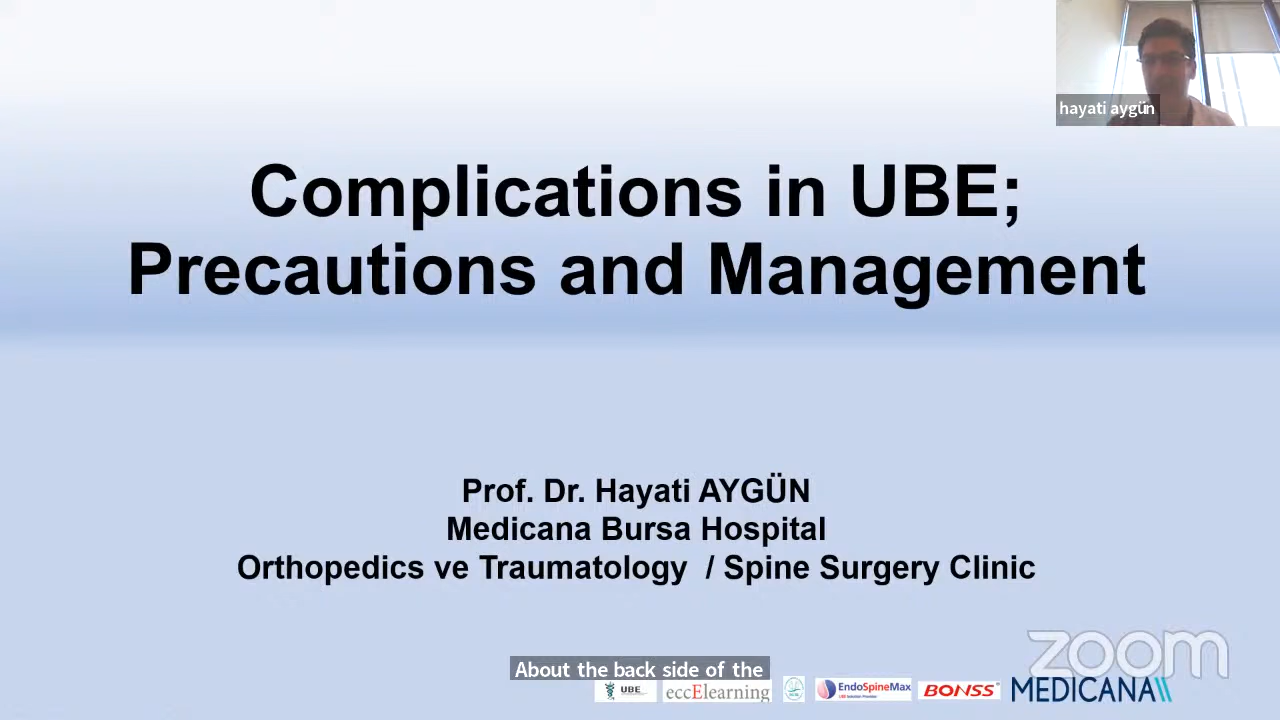 hayati aygün
Complications in UBE;
Precautions and Management
Prof. Dr. Hayati AYGÜN
Medicana Bursa Hospital
Orthopedics ve Traumatology / Spine Surgery Clinic
zoom
About the back side of the
UBE
eccElearning
EndoSpineMax
BONSS
MEDICANA